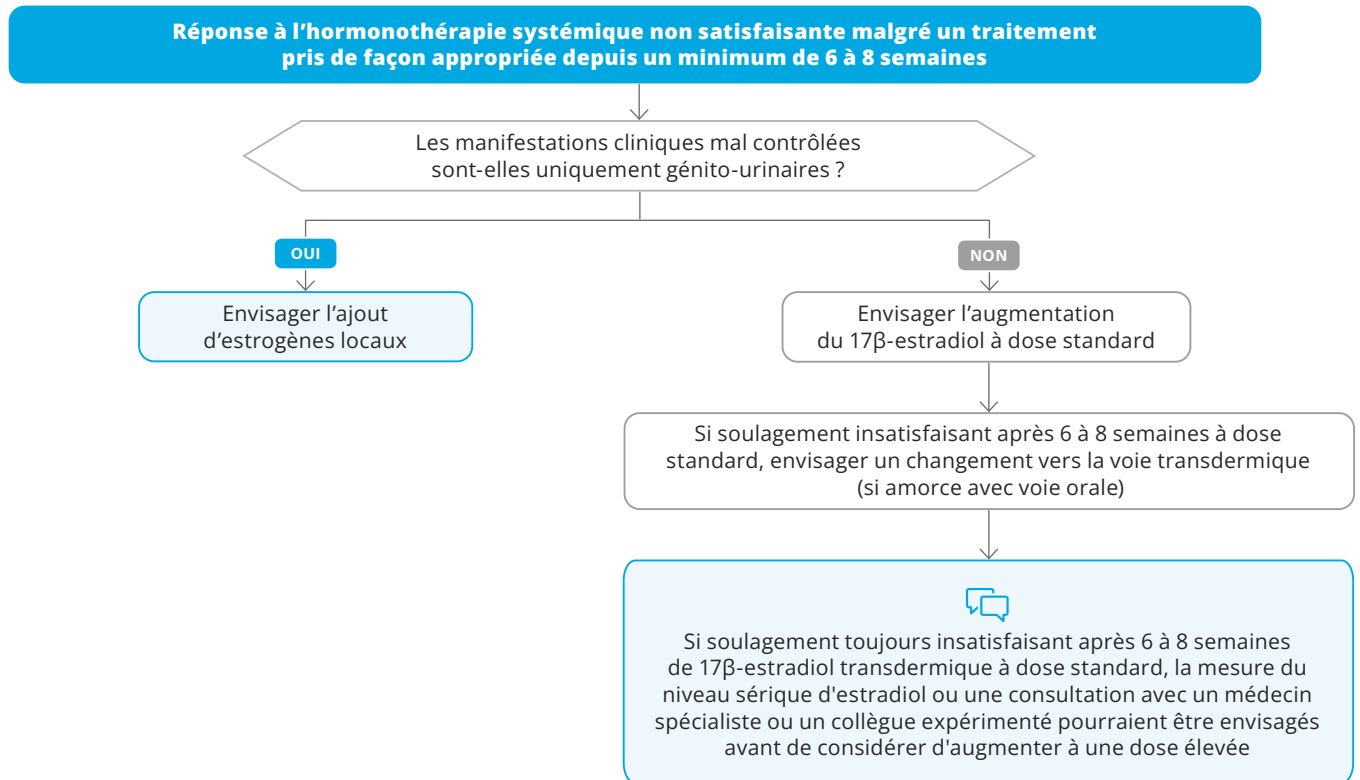 Réponse à l’hormonothérapie systémique non satisfaisante malgré un traitement
pris de façon appropriée depuis un minimum de 6 à 8 semaines
Les manifestations cliniques mal contrôlées
sont-elles uniquement génito-urinaires ?
OUI
NON
Envisager l’ajout
d’estrogènes locaux
Envisager l’augmentation
du 17β-estradiol à dose standard
Si soulagement insatisfaisant après 6 à 8 semaines à dose
standard, envisager un changement vers la voie transdermique
(si amorce avec voie orale)
Si soulagement toujours insatisfaisant après 6 à 8 semaines
de 17β-estradiol transdermique à dose standard, la mesure du
niveau sérique d'estradiol ou une consultation avec un médecin
spécialiste ou un collègue expérimenté pourraient être envisagés
avant de considérer d'augmenter à une dose élevée